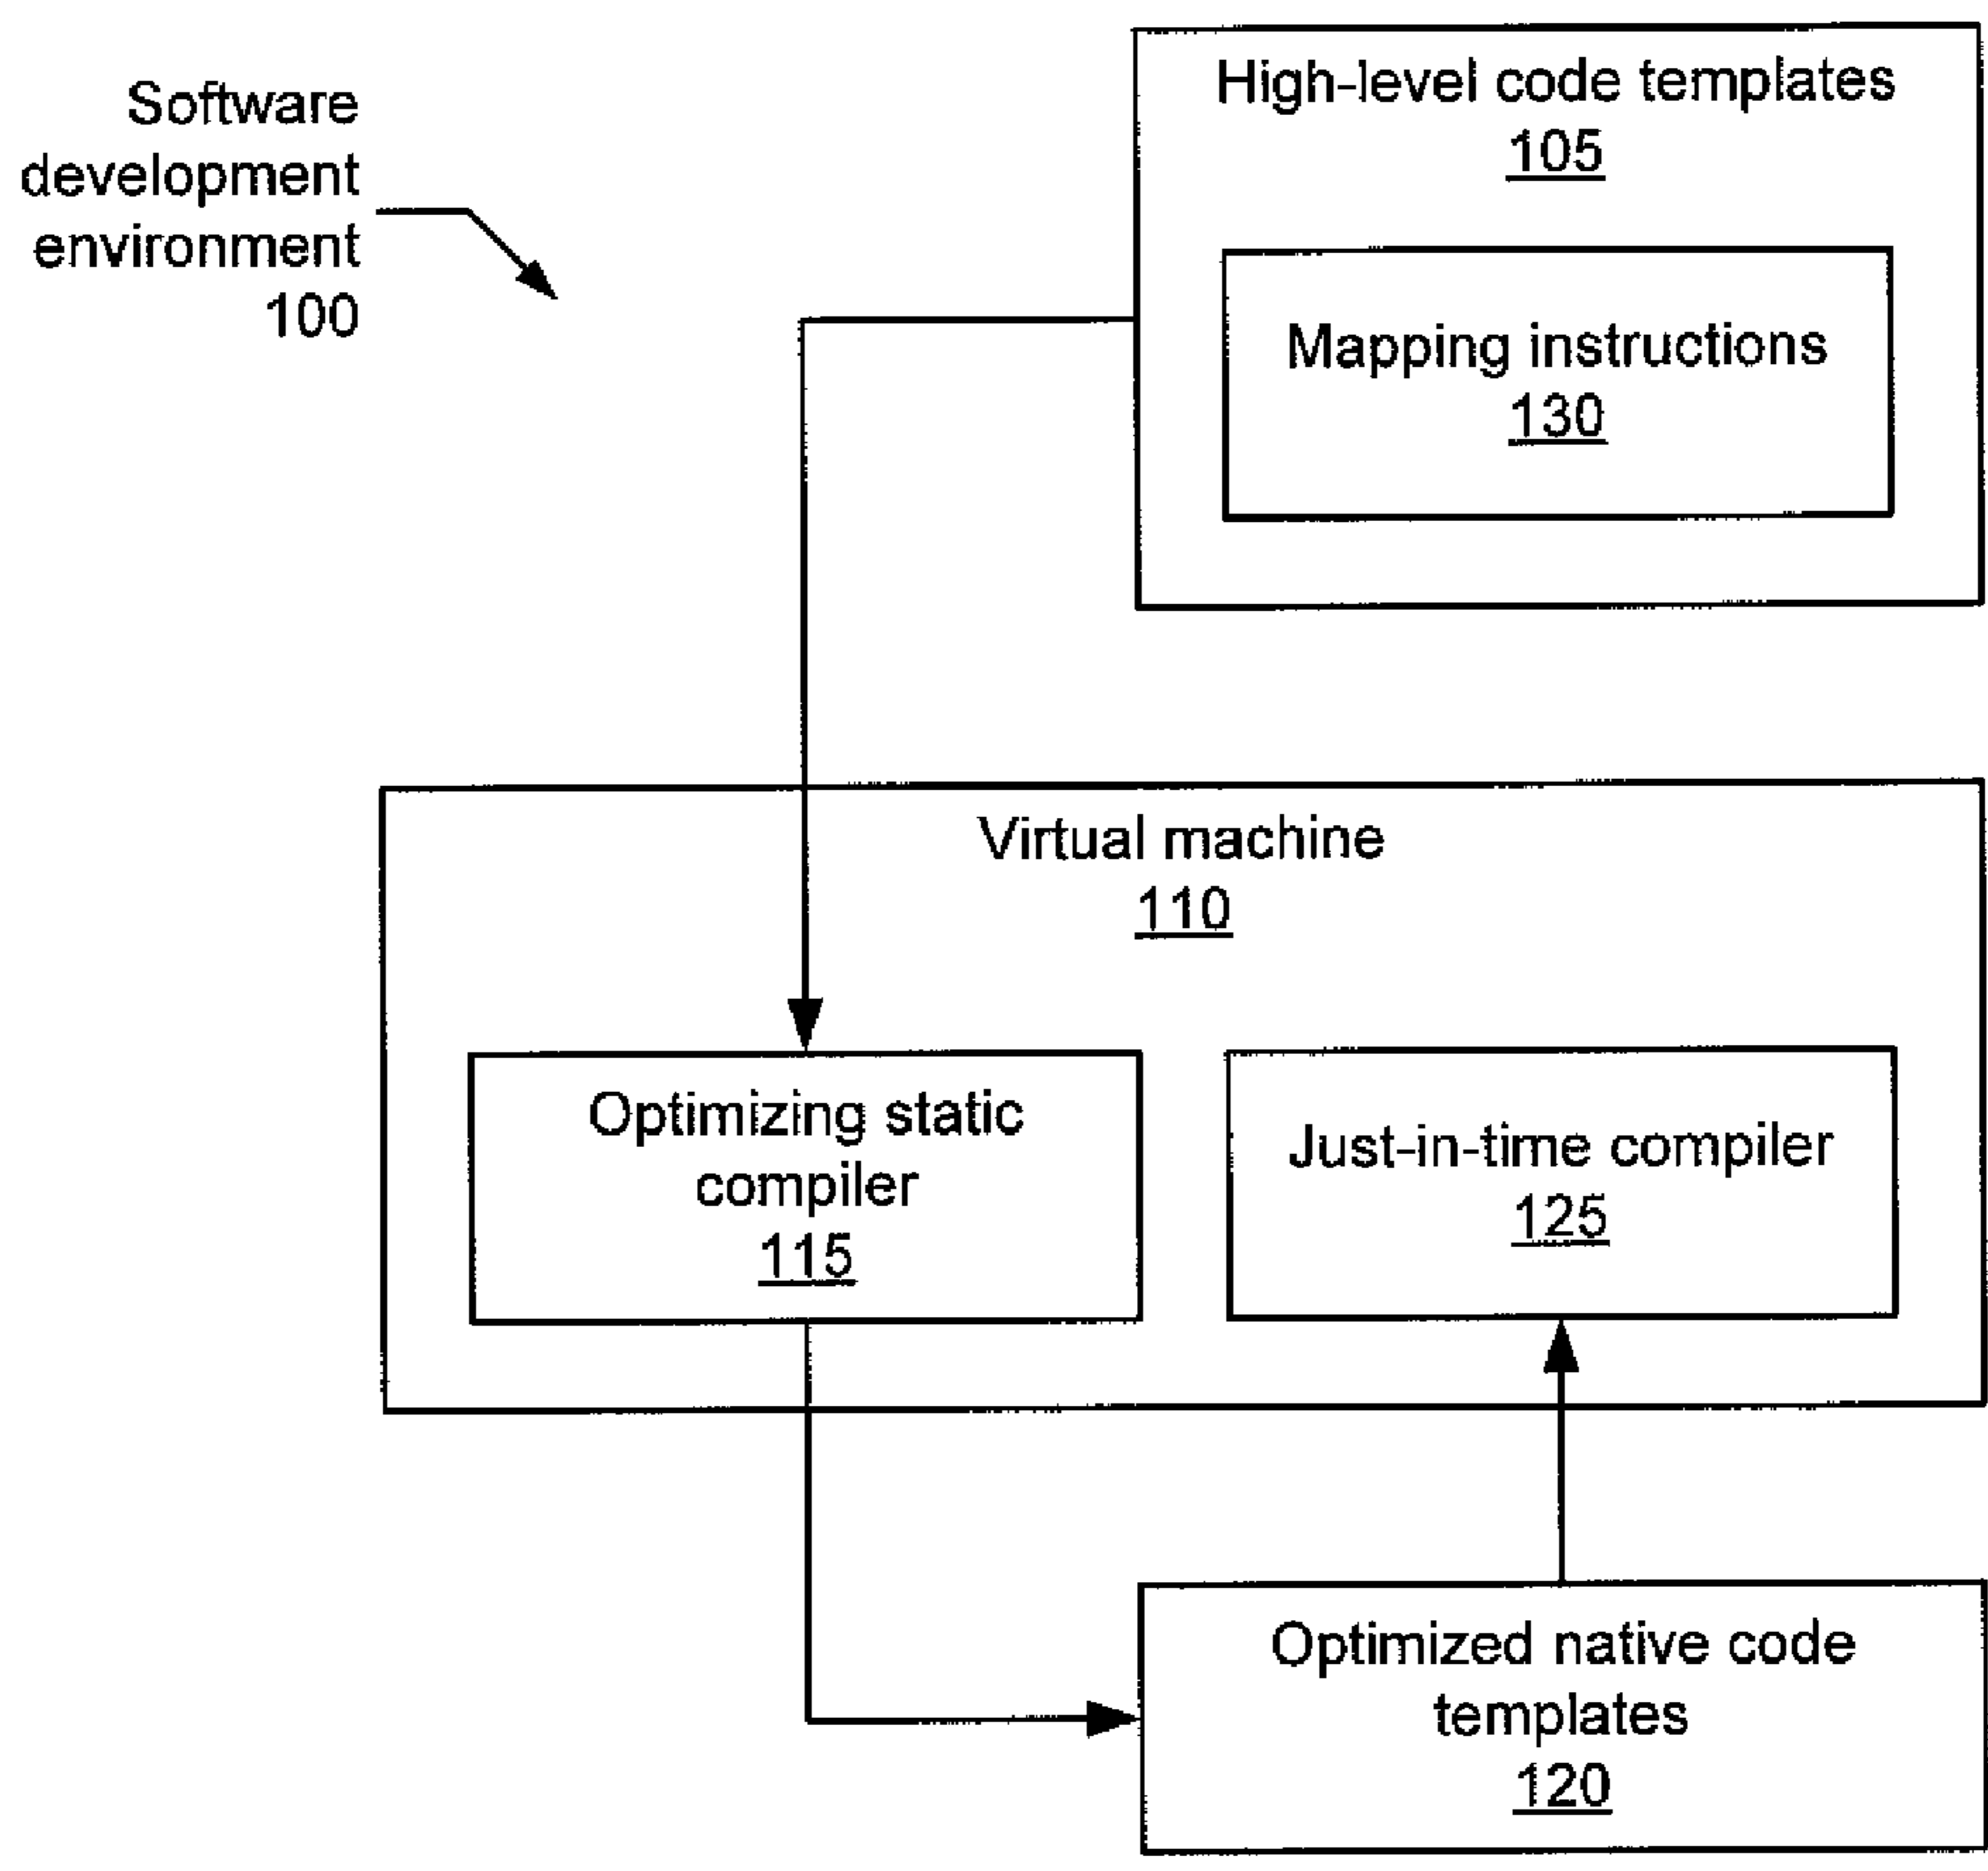 Software
development
environment
100
High-level code templates
105
Mapping instructions
130
Virtual machine
110
Optimizing static
compiler
115
Just-in-time compiler
125
Optimized native code
templates
120